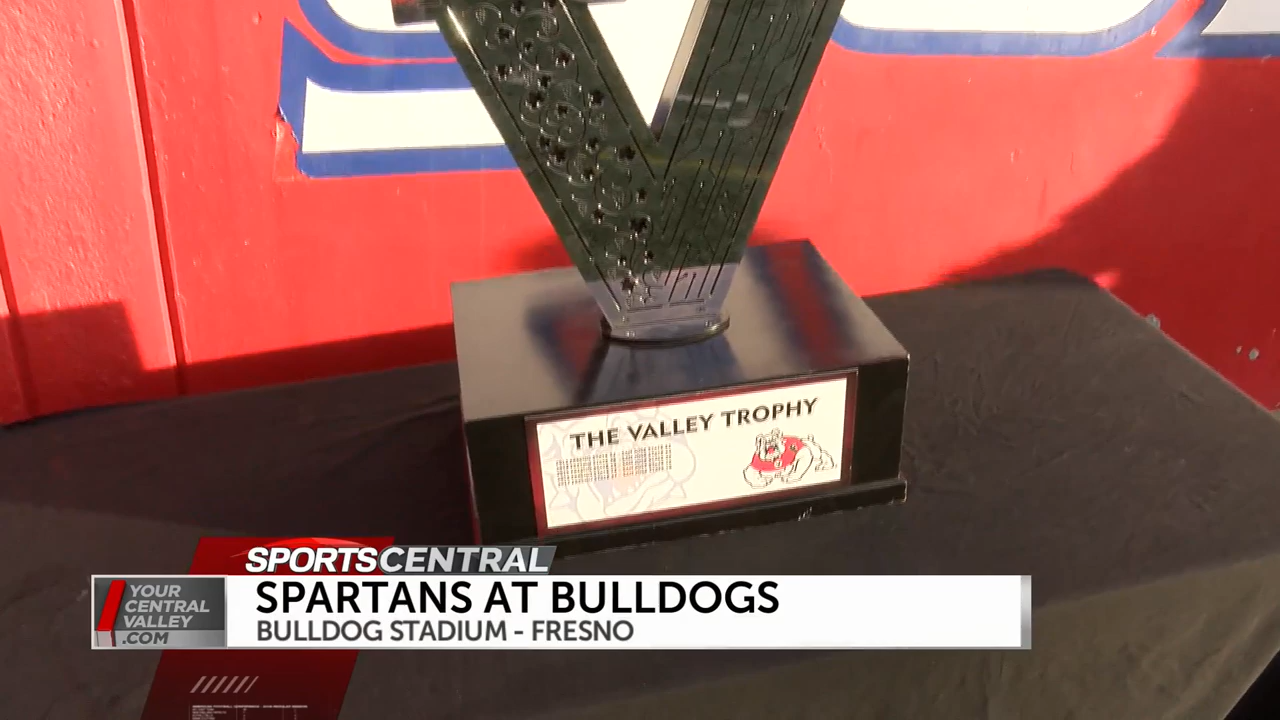 THE VALLEY TROPHY
SPORTSCENTRAL
SPARTANS AT BULLDOGS
BULLDOG STADIUM - FRESNO
YOUR
CENTRAL
VALLEY
.COM